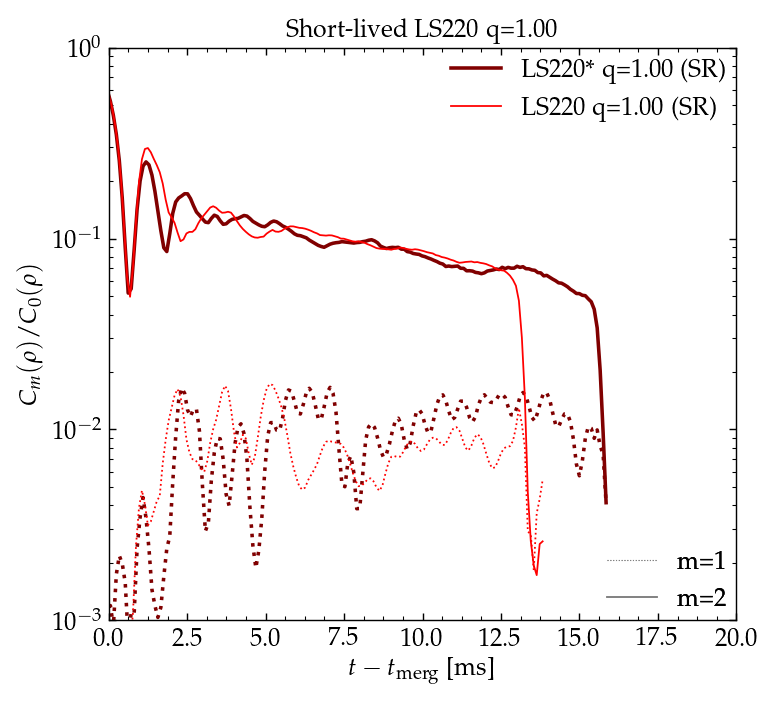 Short-lived LS220 q=1.00
LS220* q=1.00 (SR)
LS220 q=1.00 (SR)
10⁰
10⁻¹
10⁻²
10⁻³
C_m(ρ)/C_0(ρ)
m=1
m=2
0.0 2.5 5.0 7.5 10.0 12.5 15.0 17.5 20.0
t − t_merg [ms]